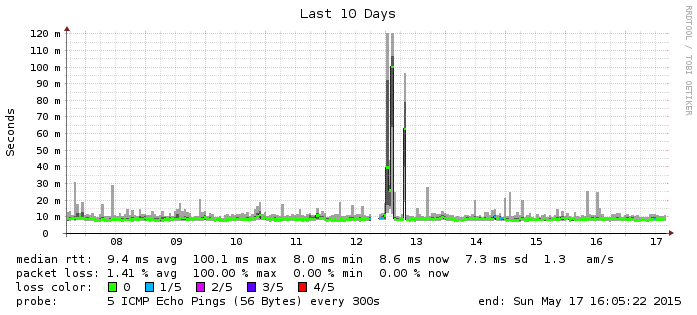 Last 10 Days
RRDTOOL / TOBI OETIKER
Seconds
120 m
110 m
100 m
90 m
80 m
70 m
60 m
50 m
40 m
30 m
20 m
10 m
0
08 09 10 11 12 13 14 15 16 17
median rtt: 9.4 ms avg 100.1 ms max 8.0 ms min 8.6 ms now 7.3 ms sd 1.3 am/s
packet loss: 1.41 % avg 100.00 % max 0.00 % min 0.00 % now
loss color: 0 1/5 2/5 3/5 4/5
probe: 5 ICMP Echo Pings (56 Bytes) every 300s end: Sun May 17 16:05:22 2015